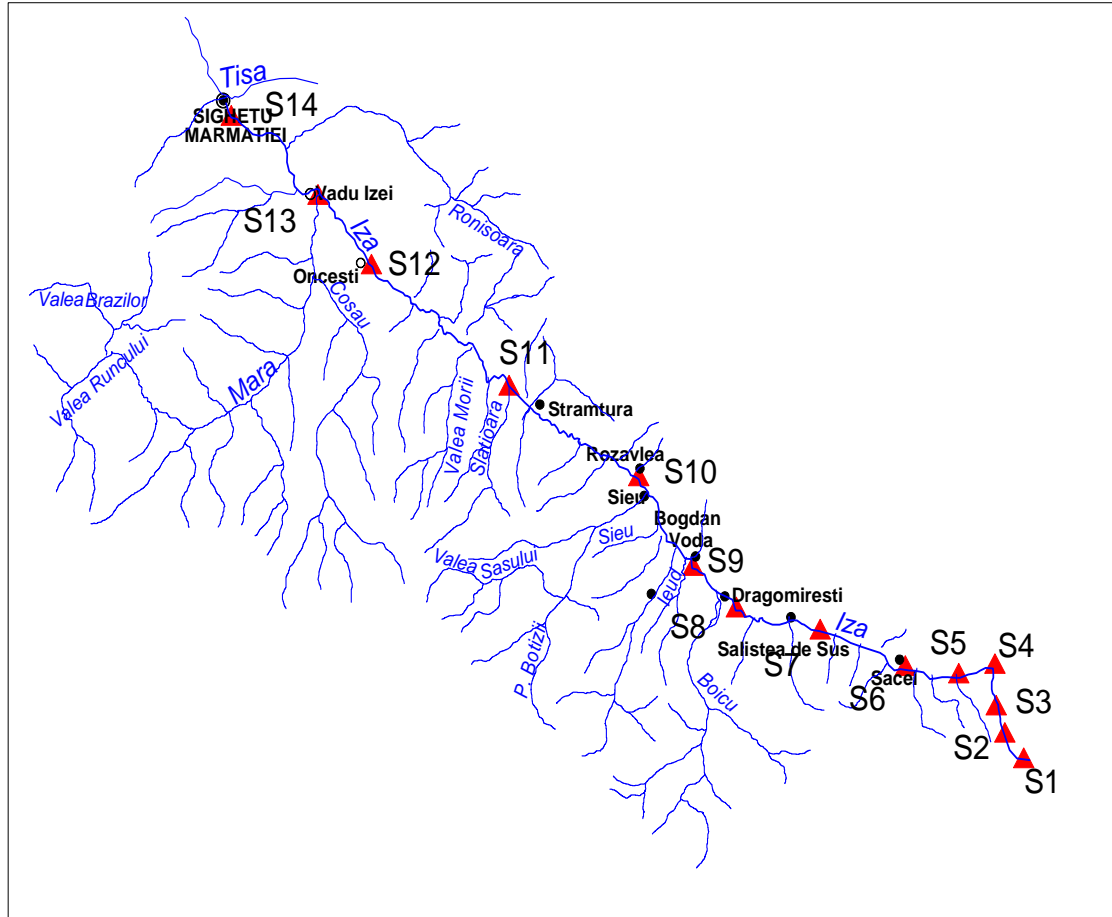 Tisa
SIGHETU
MARMATIEI
S14
Vadu Izei
S13
Iza
Ronisoara
Oncesti
S12
Cosau
Valea Brazilor
Valea Runcului
Mara
S11
Valea Morii
Slatioara
Stramtura
Rozavlea
S10
Sieu
Bogdan
Voda
Sieu
Valea Sasului
S9
Ieud
Dragomiresti
S8
Iza
Salistea de Sus
S7
P. Botizii
Boicu
S5
S4
Sacel
S6
S3
S2
S1